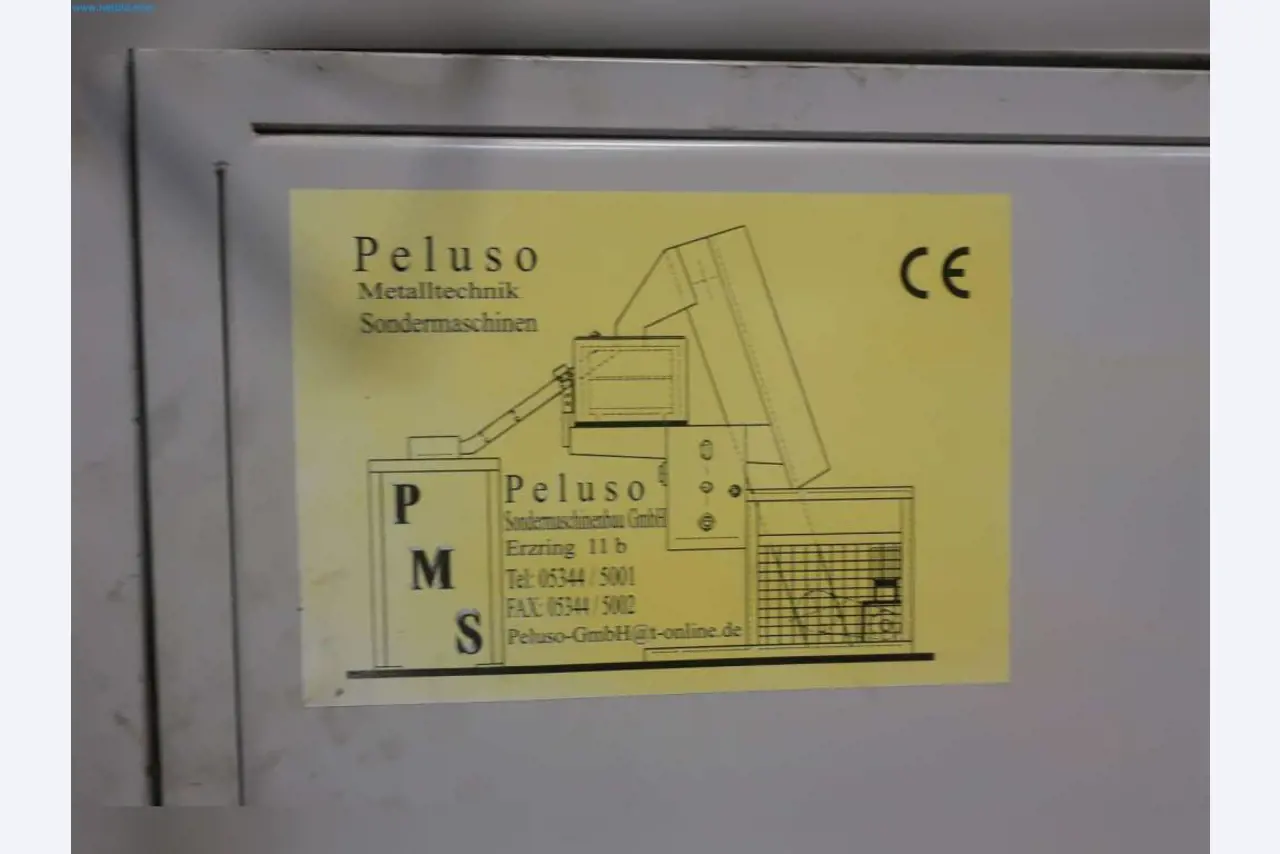 Peluso
Metalltechnik
Sondermaschinen
CE
P
M
S
Peluso
Sondermaschinenbau GmbH
Erzring 11 b
Tel: 05344 / 5001
FAX: 05344 / 5002
Peluso-GmbH@t-online.de